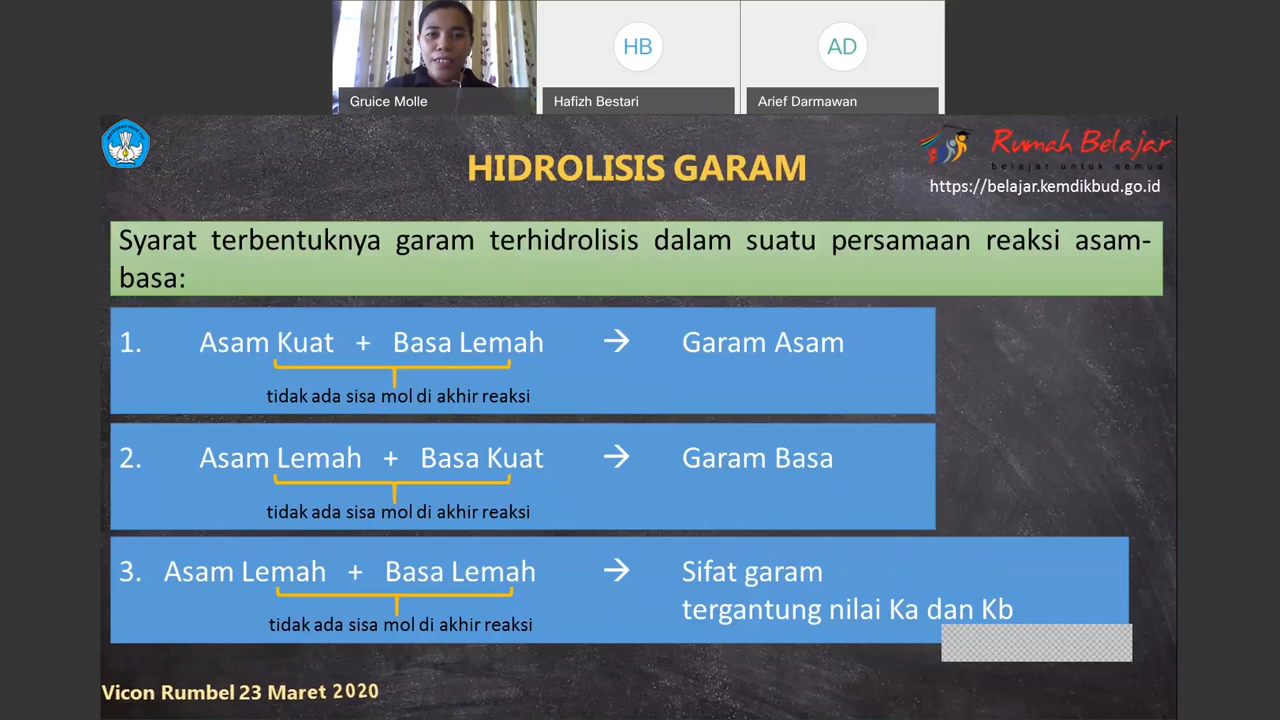 HB
AD
Gruice Molle
Hafizh Bestari
Arief Darmawan
HIDROLISIS GARAM
Rumah Belajar
belajar untuk semua
https://belajar.kemdikbud.go.id
Syarat terbentuknya garam terhidrolisis dalam suatu persamaan reaksi asam-
basa:
1. Asam Kuat + Basa Lemah → Garam Asam
tidak ada sisa mol di akhir reaksi
2. Asam Lemah + Basa Kuat → Garam Basa
tidak ada sisa mol di akhir reaksi
3. Asam Lemah + Basa Lemah → Sifat garam
tergantung nilai Ka dan Kb
tidak ada sisa mol di akhir reaksi
Vicon Rumbel 23 Maret 2020